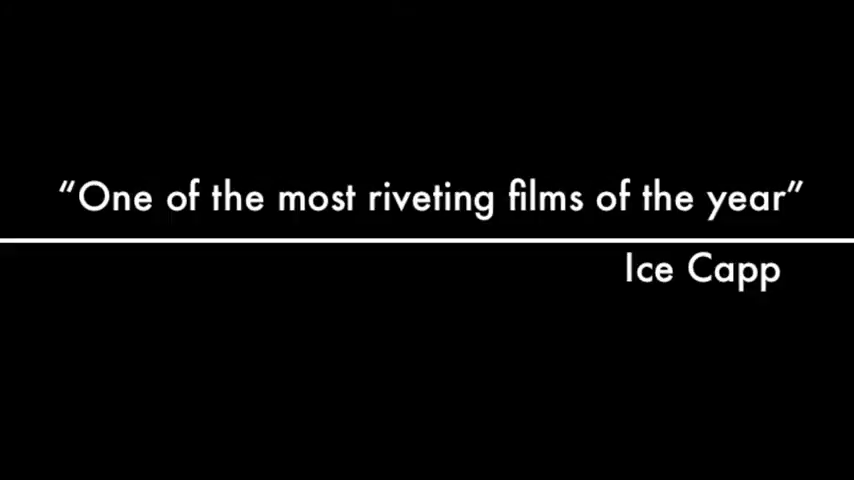 “One of the most riveting films of the year”
Ice Capp